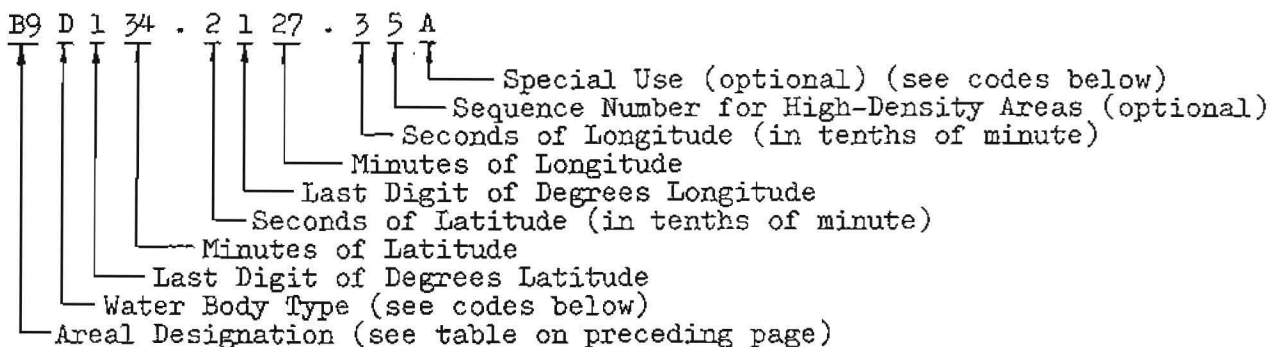 B9 D 1 34 . 2 1 27 . 3 5 A
Special Use (optional) (see codes below)
Sequence Number for High-Density Areas (optional)
Seconds of Longitude (in tenths of minute)
Minutes of Longitude
Last Digit of Degrees Longitude
Seconds of Latitude (in tenths of minute)
Minutes of Latitude
Last Digit of Degrees Latitude
Water Body Type (see codes below)
Areal Designation (see table on preceding page)